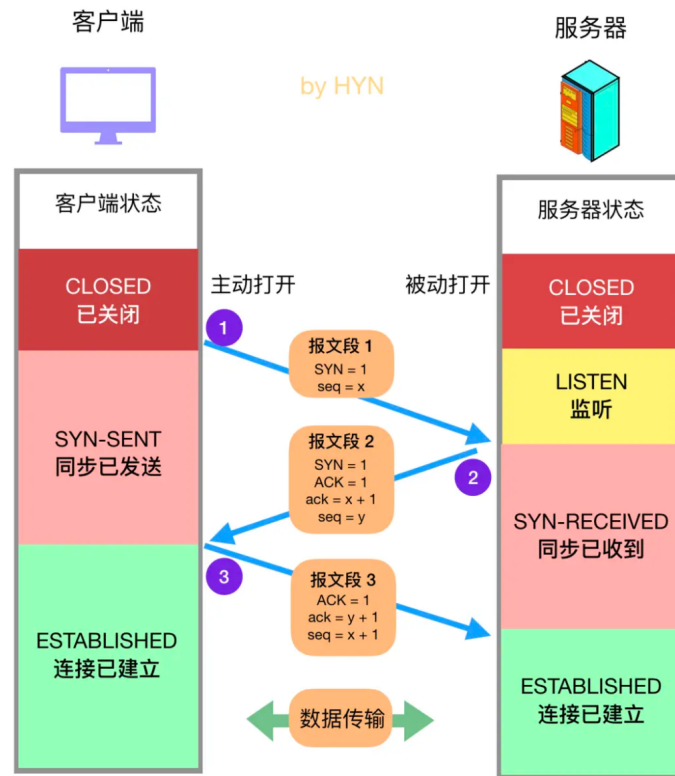 客户端
服务器
by HYN
客户端状态
服务器状态
CLOSED
已关闭
主动打开
被动打开
CLOSED
已关闭
1
报文段 1
SYN = 1
seq = x
LISTEN
监听
SYN-SENT
同步已发送
报文段 2
SYN = 1
ACK = 1
ack = x + 1
seq = y
2
SYN-RECEIVED
同步已收到
3
报文段 3
ACK = 1
ack = y + 1
seq = x + 1
ESTABLISHED
连接已建立
ESTABLISHED
连接已建立
数据传输